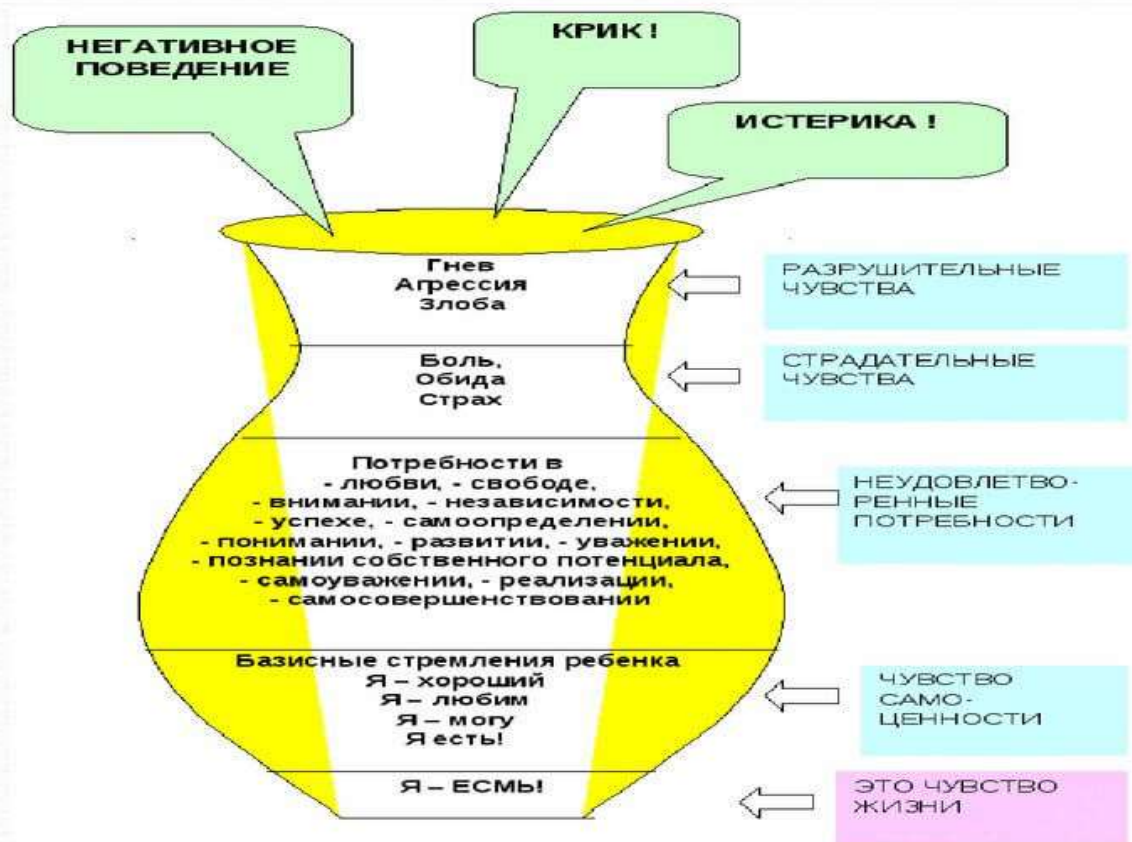 НЕГАТИВНОЕ
ПОВЕДЕНИЕ
КРИК !
ИСТЕРИКА !
Гнев
Агрессия
Злоба
РАЗРУШИТЕЛЬНЫЕ
ЧУВСТВА
Боль,
Обида
Страх
СТРАДАТЕЛЬНЫЕ
ЧУВСТВА
Потребности в
- любви, - свободе,
- внимании, - независимости,
- успехе, - самоопределении,
- понимании, - развитии, - уважении,
- познании собственного потенциала,
- самоуважении, - реализации,
- самосовершенствовании
НЕУДОВЛЕТВО-
РЕННЫЕ
ПОТРЕБНОСТИ
Базисные стремления ребенка
Я – хороший
Я – любим
Я – могу
Я есть!
ЧУВСТВО
САМО-
ЦЕННОСТИ
Я – ЕСМЬ!
ЭТО ЧУВСТВО
ЖИЗНИ